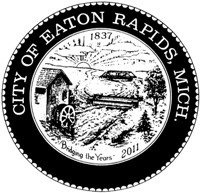 CITY OF EATON RAPIDS, MICH.
1837
"Bridging the Years"
2011